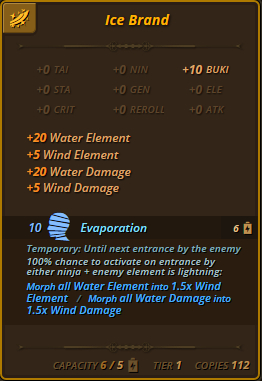 Ice Brand
+0 TAI +0 NIN +10 BUKI
+0 STA +0 GEN +0 ELE
+0 CRIT +0 REROLL +0 ATK
+20 Water Element
+5 Wind Element
+20 Water Damage
+5 Wind Damage
10 Evaporation 6
Temporary: Until next entrance by the enemy
100% chance to activate on entrance by
either ninja + enemy element is lightning:
Morph all Water Element into 1.5x Wind
Element / Morph all Water Damage into
1.5x Wind Damage
CAPACITY 6 / 5 TIER 1 COPIES 112